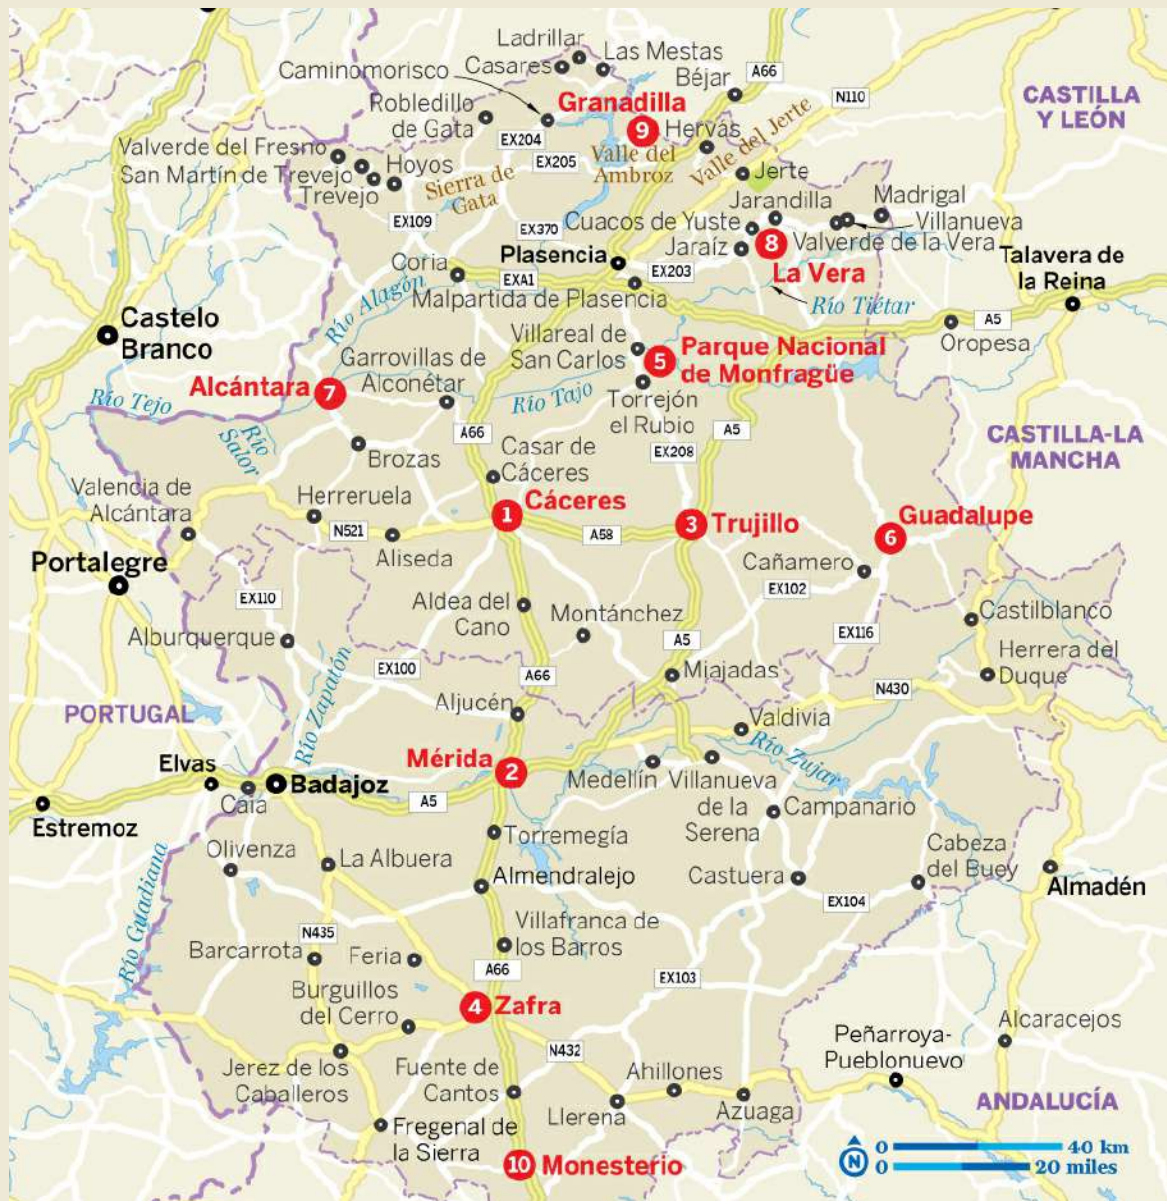 Ladrillar
Las Mestas
Casares
Caminomorisco
Béjar
A66
Robledillo
de Gata
Granadilla
N110
CASTILLA
Y LEÓN
9
Hervás
EX204
Valverde del Fresno
Hoyos
EX205
Valle del
Ambroz
Valle del Jerte
San Martín de Trevejo
Trevejo
Sierra de
Gata
Jerte
Jarandilla
Madrigal
EX109
EX370
Cuacos de Yuste
Villanueva
Jaraíz
8
Valverde de la Vera
Plasencia
Talavera de
la Reina
Coria
EXA1
EX203
La Vera
Malpartida de Plasencia
Río Alagón
Río Tiétar
Castelo
Branco
A5
Oropesa
Villareal de
San Carlos
5
Parque Nacional
de Monfragüe
Garrovillas de
Alconétar
Alcántara
7
Río Tejo
Río Tajo
Torrejón
el Rubio
Río
Salor
A66
A5
CASTILLA-LA
MANCHA
Brozas
Casar de
Cáceres
EX208
Valencia de
Alcántara
Herreruela
1
Cáceres
3
Trujillo
Guadalupe
6
N521
A58
Aliseda
Portalegre
Cañamero
EX102
EX110
Aldea del
Cano
Montánchez
Castilblanco
Alburquerque
EX116
A5
EX100
A66
Miajadas
Herrera del
Duque
N430
Río Zapatón
Aljucén
PORTUGAL
Valdivia
Río Zujar
Elvas
Mérida
2
Medellín
Villanueva
de la
Serena
Badajoz
Caia
A5
Campanario
Estremoz
Torremegía
Olivenza
La Albuera
Cabeza
del Buey
Almendralejo
Castuera
Almadén
EX104
Río Guadiana
N435
Villafranca de
los Barros
Barcarrota
Feria
A66
EX103
Burguillos
del Cerro
4
Zafra
Alcaracejos
Peñarroya-
Pueblonuevo
N432
Jerez de los
Caballeros
Fuente de
Cantos
Ahillones
Llerena
Azuaga
ANDALUCÍA
Fregenal de
la Sierra
10
Monesterio
N
0
40 km
0
20 miles